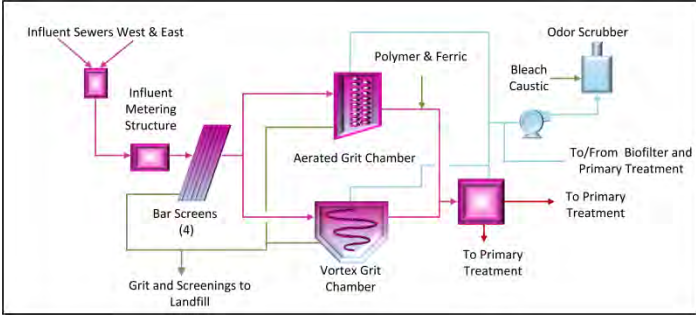 Influent Sewers West & East
Odor Scrubber
Polymer & Ferric
Bleach
Caustic
Influent
Metering
Structure
Aerated Grit Chamber
To/From Biofilter and
Primary Treatment
To Primary
Treatment
Bar Screens
(4)
To Primary
Treatment
Vortex Grit
Chamber
Grit and Screenings to
Landfill